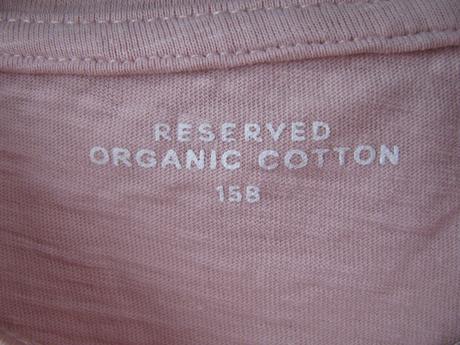 RESERVED
ORGANIC COTTON
158